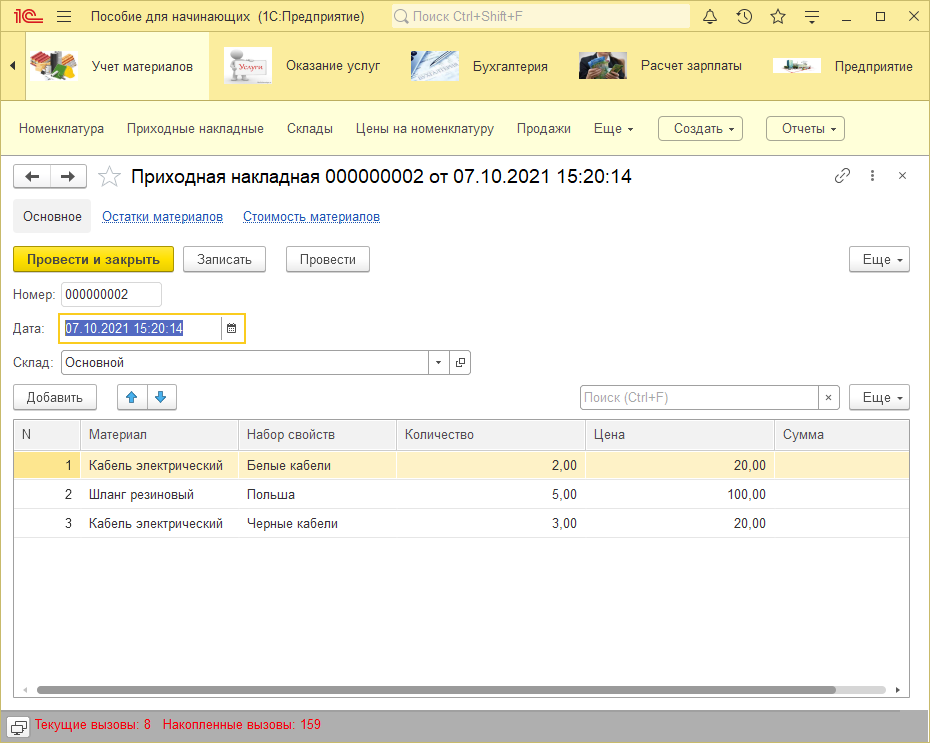 1С Пособие для начинающих (1С:Предприятие) Поиск Ctrl+Shift+F
Учет материалов Услуги Оказание услуг Бухгалтерия Расчет зарплаты Предприятие
Номенклатура Приходные накладные Склады Цены на номенклатуру Продажи Еще Создать Отчеты
Приходная накладная 000000002 от 07.10.2021 15:20:14
Основное Остатки материалов Стоимость материалов
Провести и закрыть Записать Провести Еще
Номер: 000000002
Дата: 07.10.2021 15:20:14
Склад: Основной
Добавить Поиск (Ctrl+F) × Еще
N Материал Набор свойств Количество Цена Сумма
1 Кабель электрический Белые кабели 2,00 20,00
2 Шланг резиновый Польша 5,00 100,00
3 Кабель электрический Черные кабели 3,00 20,00
Текущие вызовы: 8 Накопленные вызовы: 159